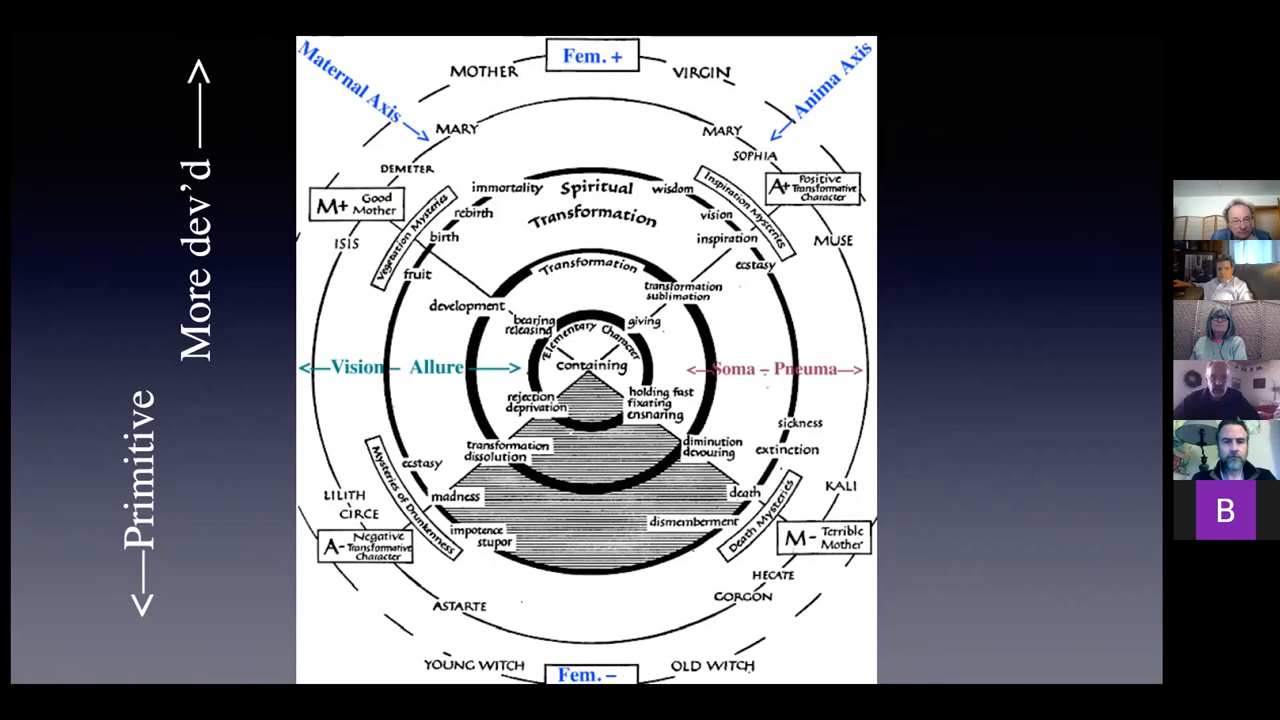 Fem. +
Maternal Axis
Anima Axis
MOTHER
VIRGIN
MARY
MARY
SOPHIA
DEMETER
M+ Good Mother
A+ Positive Transformative Character
immortality
Spiritual
wisdom
Transformation
Vegetation Mysteries
Inspiration Mysteries
rebirth
vision
birth
inspiration
ISIS
MUSE
ecstasy
fruit
Transformation
development
transformation
sublimation
bearing
releasing
giving
Elementary Character
containing
Vision – Allure
Soma – Pneuma
rejection
deprivation
holding fast
fixating
ensnaring
sickness
transformation
dissolution
diminution
devouring
extinction
ecstasy
Mysteries of Drunkenness
Death Mysteries
LILITH
madness
death
KALI
CIRCE
impotence
stupor
dismemberment
A- Negative Transformative Character
M- Terrible Mother
HECATE
ASTARTE
GORGON
YOUNG WITCH
OLD WITCH
Fem. –
More dev'd
Primitive
B